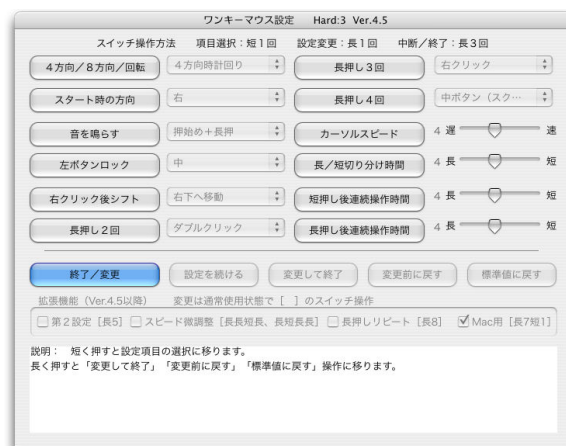 ワンキーマウス設定 Hard:3 Ver.4.5
スイッチ操作方法 項目選択：短1回 設定変更：長1回 中断／終了：長3回
4方向／8方向／回転 4方向時計回り 長押し3回 右クリック
スタート時の方向 右 長押し4回 中ボタン（スク…
音を鳴らす 押始め＋長押 カーソルスピード 4 遅 速
左ボタンロック 中 長／短切り分け時間 4 長 短
右クリック後シフト 右下へ移動 短押し後連続操作時間 4 長 短
長押し2回 ダブルクリック 長押し後連続操作時間 4 長 短
終了／変更 設定を続ける 変更して終了 変更前に戻す 標準値に戻す
拡張機能（Ver.4.5以降） 変更は通常使用状態で［ ］のスイッチ操作
第2設定［長5］ スピード微調整［長長短長、長短長長］ 長押しリピート［長8］ Mac用［長7短1］
説明： 短く押すと設定項目の選択に移ります。
長く押すと「変更して終了」「変更前に戻す」「標準値に戻す」操作に移ります。